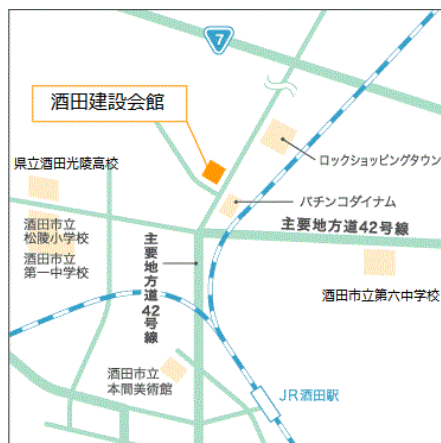 7
酒田建設会館
ロックショッピングタウン
県立酒田光陵高校
パチンコダイナム
主要地方道42号線
酒田市立
松陵小学校
酒田市立
第一中学校
主要地方道42号線
酒田市立第六中学校
酒田市立
本間美術館
JR酒田駅